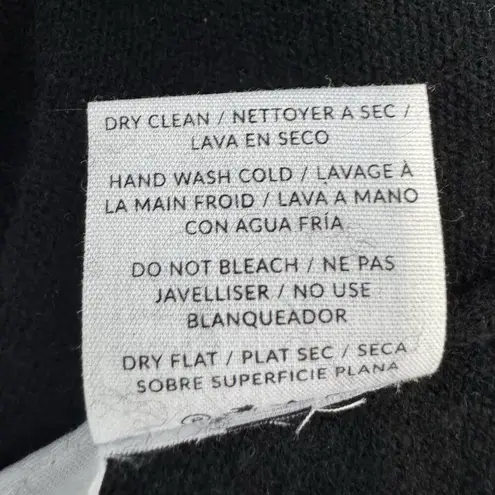 DRY CLEAN / NETTOYER A SEC /
LAVA EN SECO
HAND WASH COLD / LAVAGE À
LA MAIN FROID / LAVA A MANO
CON AGUA FRÍA
DO NOT BLEACH / NE PAS
JAVELLISER / NO USE
BLANQUEADOR
DRY FLAT / PLAT SEC / SECA
SOBRE SUPERFICIE PLANA